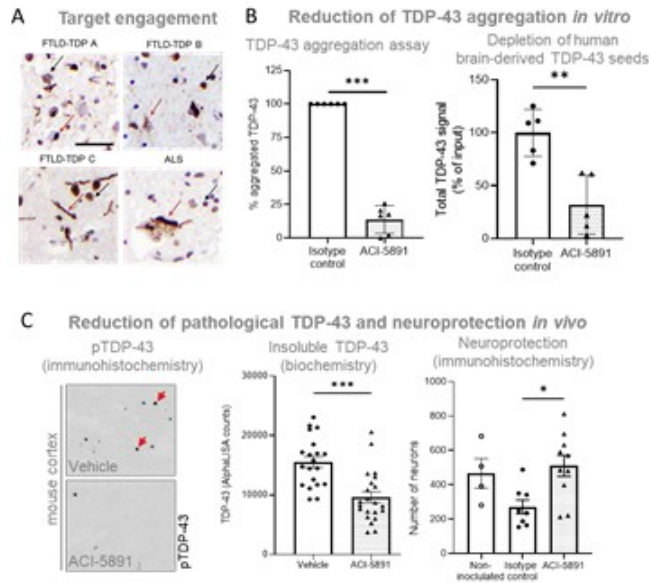 A
Target engagement
FTLD-TDP A
FTLD-TDP B
FTLD-TDP C
ALS
B
Reduction of TDP-43 aggregation in vitro
TDP-43 aggregation assay
% aggregated TDP-43
125
100
75
50
25
0
***
Isotype
control
ACI-5891
Depletion of human
brain-derived TDP-43 seeds
Total TDP-43 signal
(% of input)
150
100
50
0
**
Isotype
control
ACI-5891
C
Reduction of pathological TDP-43 and neuroprotection in vivo
pTDP-43
(immunohistochemistry)
mouse cortex
Vehicle
ACI-5891
pTDP-43
Insoluble TDP-43
(biochemistry)
TDP-43 (AlphaLISA counts)
30000
20000
10000
0
***
Vehicle
ACI-5891
Neuroprotection
(immunohistochemistry)
Number of neurons
1000
800
600
400
200
0
*
Non-
inoclulated
Isotype
control
ACI-5891